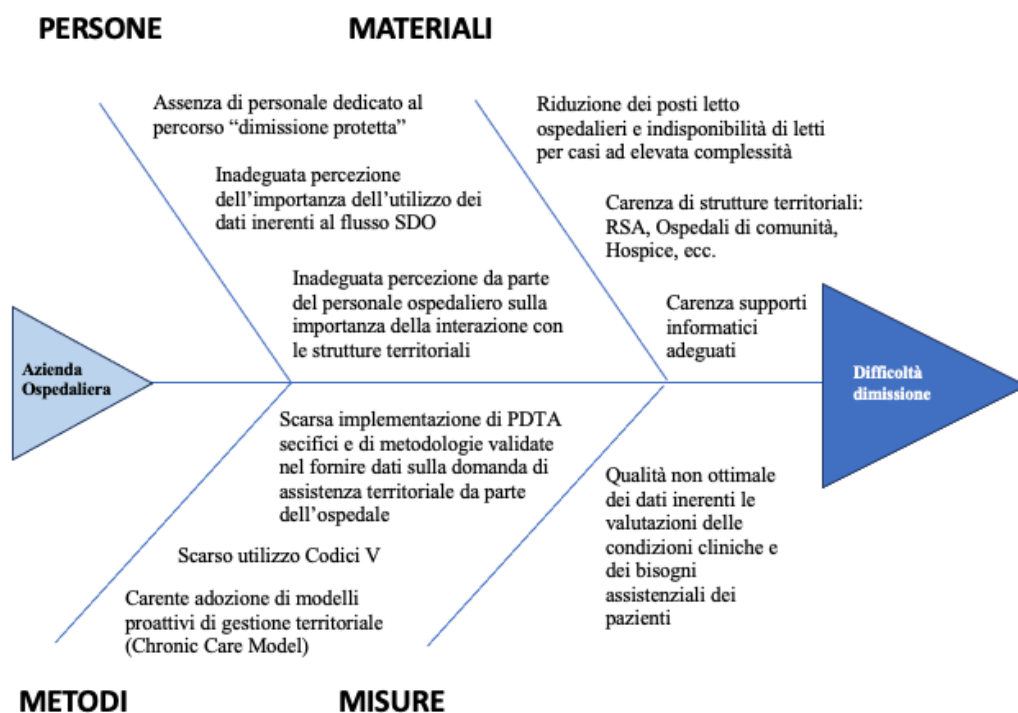 PERSONE
MATERIALI
Assenza di personale dedicato al
percorso “dimissione protetta”
Inadeguata percezione
dell’importanza dell’utilizzo dei
dati inerenti al flusso SDO
Inadeguata percezione da parte
del personale ospedaliero sulla
importanza della interazione con
le strutture territoriali
Riduzione dei posti letto
ospedalieri e indisponibilità di letti
per casi ad elevata complessità
Carenza di strutture territoriali:
RSA, Ospedali di comunità,
Hospice, ecc.
Carenza supporti
informatici
adeguati
Azienda
Ospedaliera
Difficoltà
dimissione
Scarsa implementazione di PDTA
secifici e di metodologie validate
nel fornire dati sulla domanda di
assistenza territoriale da parte
dell’ospedale
Scarso utilizzo Codici V
Carente adozione di modelli
proattivi di gestione territoriale
(Chronic Care Model)
Qualità non ottimale
dei dati inerenti le
valutazioni delle
condizioni cliniche e
dei bisogni
assistenziali dei
pazienti
METODI
MISURE